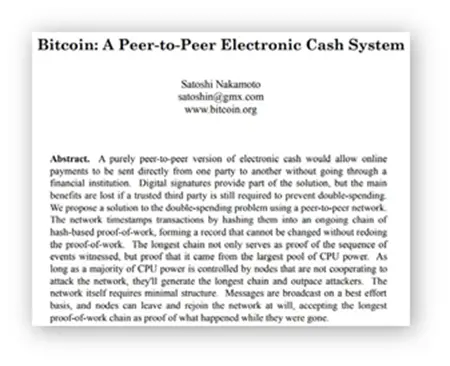 Bitcoin: A Peer-to-Peer Electronic Cash System
Satoshi Nakamoto
satoshin@gmx.com
www.bitcoin.org
Abstract. A purely peer-to-peer version of electronic cash would allow online
payments to be sent directly from one party to another without going through a
financial institution. Digital signatures provide part of the solution, but the main
benefits are lost if a trusted third party is still required to prevent double-spending.
We propose a solution to the double-spending problem using a peer-to-peer network.
The network timestamps transactions by hashing them into an ongoing chain of
hash-based proof-of-work, forming a record that cannot be changed without redoing
the proof-of-work. The longest chain not only serves as proof of the sequence of
events witnessed, but proof that it came from the largest pool of CPU power. As
long as a majority of CPU power is controlled by nodes that are not cooperating to
attack the network, they'll generate the longest chain and outpace attackers. The
network itself requires minimal structure. Messages are broadcast on a best effort
basis, and nodes can leave and rejoin the network at will, accepting the longest
proof-of-work chain as proof of what happened while they were gone.